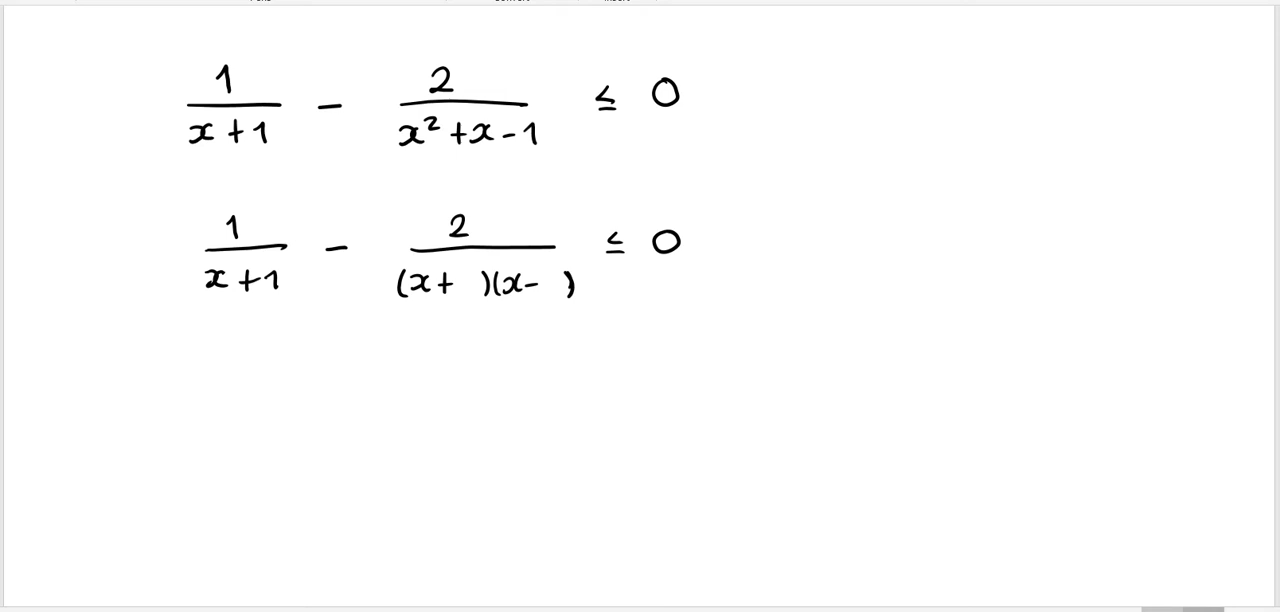 1/(x+1) - 2/(x²+x-1) ≤ 0
1/(x+1) - 2/((x+ )(x- )) ≤ 0